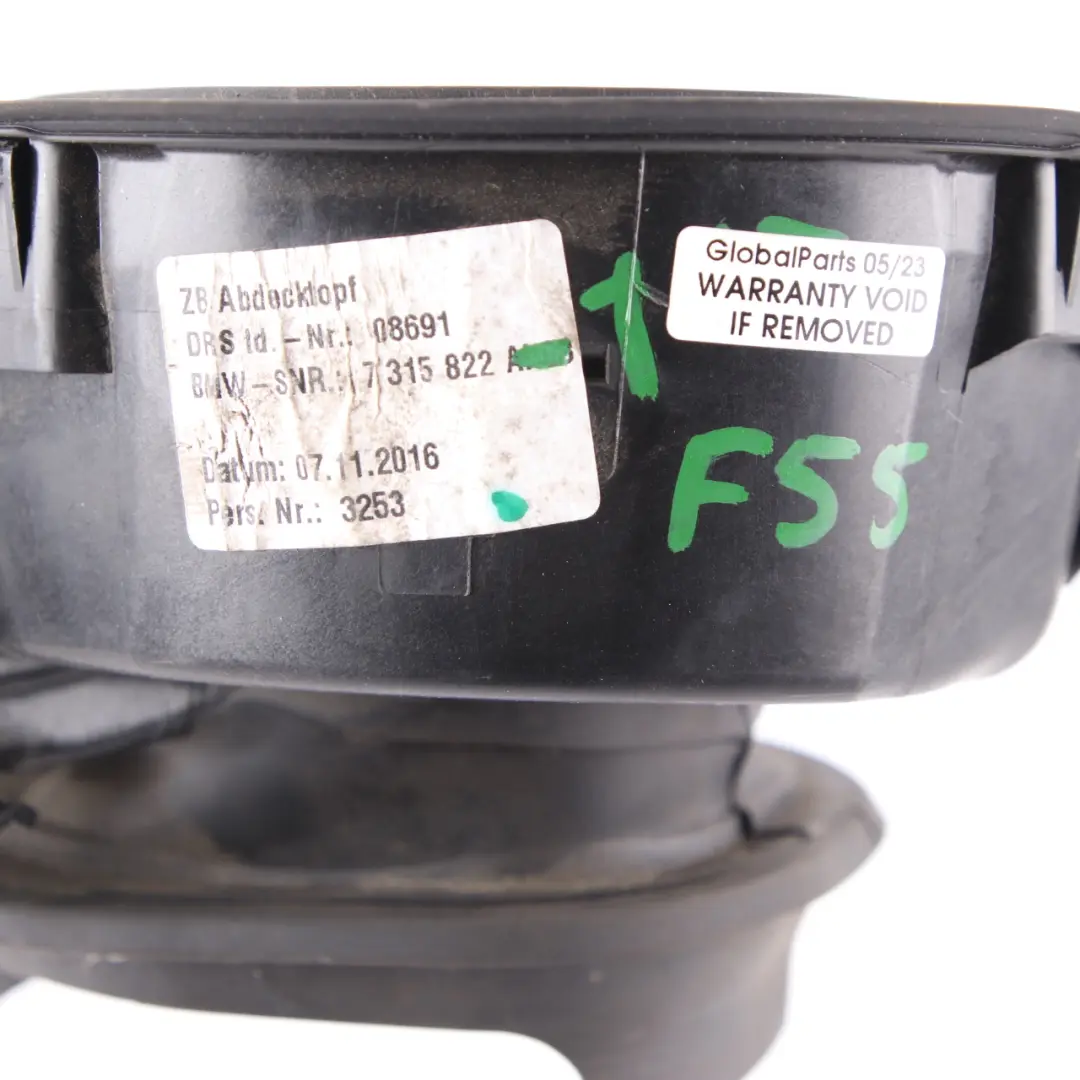 ZB Abdecktopf
DRS Id. - Nr.: 08691
BMW - SNR.: 7 315 822
Datum: 07.11.2016
Pers. Nr.: 3253
GlobalParts 05/23
WARRANTY VOID
IF REMOVED
F55